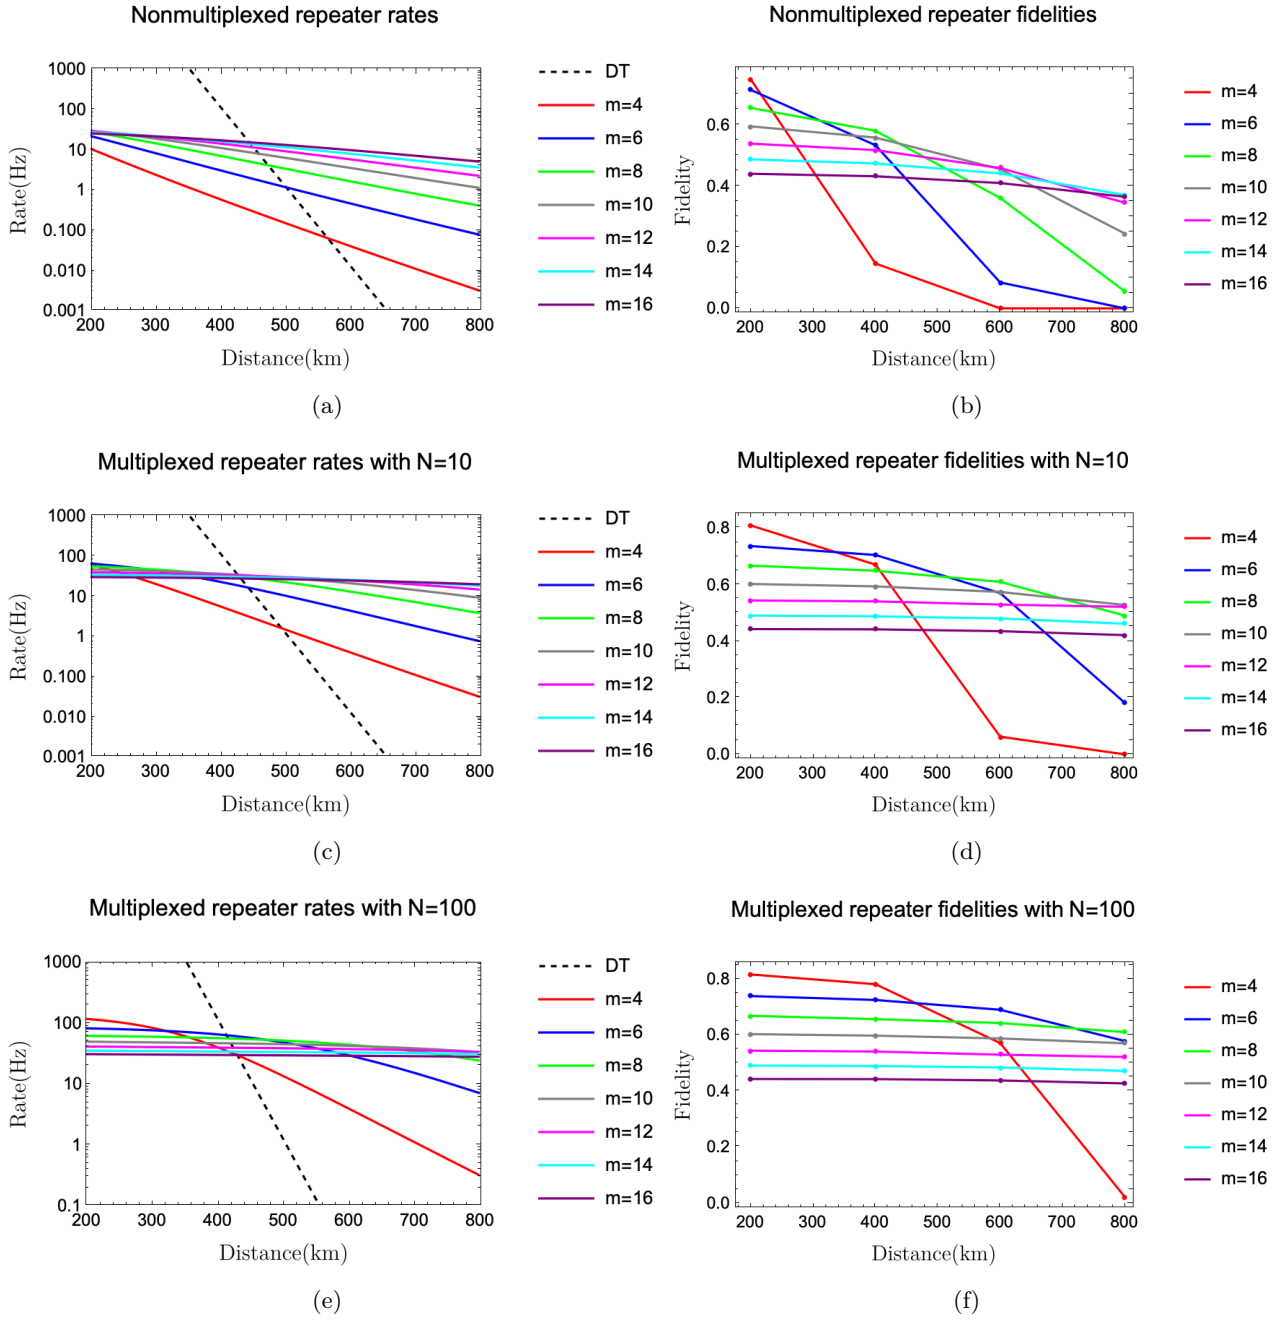 Nonmultiplexed repeater rates
1000
100
10
1
0.100
0.010
0.001
Rate(Hz)
200 300 400 500 600 700 800
Distance(km)
DT
m=4
m=6
m=8
m=10
m=12
m=14
m=16
(a)
Nonmultiplexed repeater fidelities
0.6
0.4
0.2
0.0
Fidelity
200 300 400 500 600 700 800
Distance(km)
m=4
m=6
m=8
m=10
m=12
m=14
m=16
(b)
Multiplexed repeater rates with N=10
1000
100
10
1
0.100
0.010
0.001
Rate(Hz)
200 300 400 500 600 700 800
Distance(km)
DT
m=4
m=6
m=8
m=10
m=12
m=14
m=16
(c)
Multiplexed repeater fidelities with N=10
0.8
0.6
0.4
0.2
0.0
Fidelity
200 300 400 500 600 700 800
Distance(km)
m=4
m=6
m=8
m=10
m=12
m=14
m=16
(d)
Multiplexed repeater rates with N=100
1000
100
10
1
0.1
Rate(Hz)
200 300 400 500 600 700 800
Distance(km)
DT
m=4
m=6
m=8
m=10
m=12
m=14
m=16
(e)
Multiplexed repeater fidelities with N=100
0.8
0.6
0.4
0.2
0.0
Fidelity
200 300 400 500 600 700 800
Distance(km)
m=4
m=6
m=8
m=10
m=12
m=14
m=16
(f)